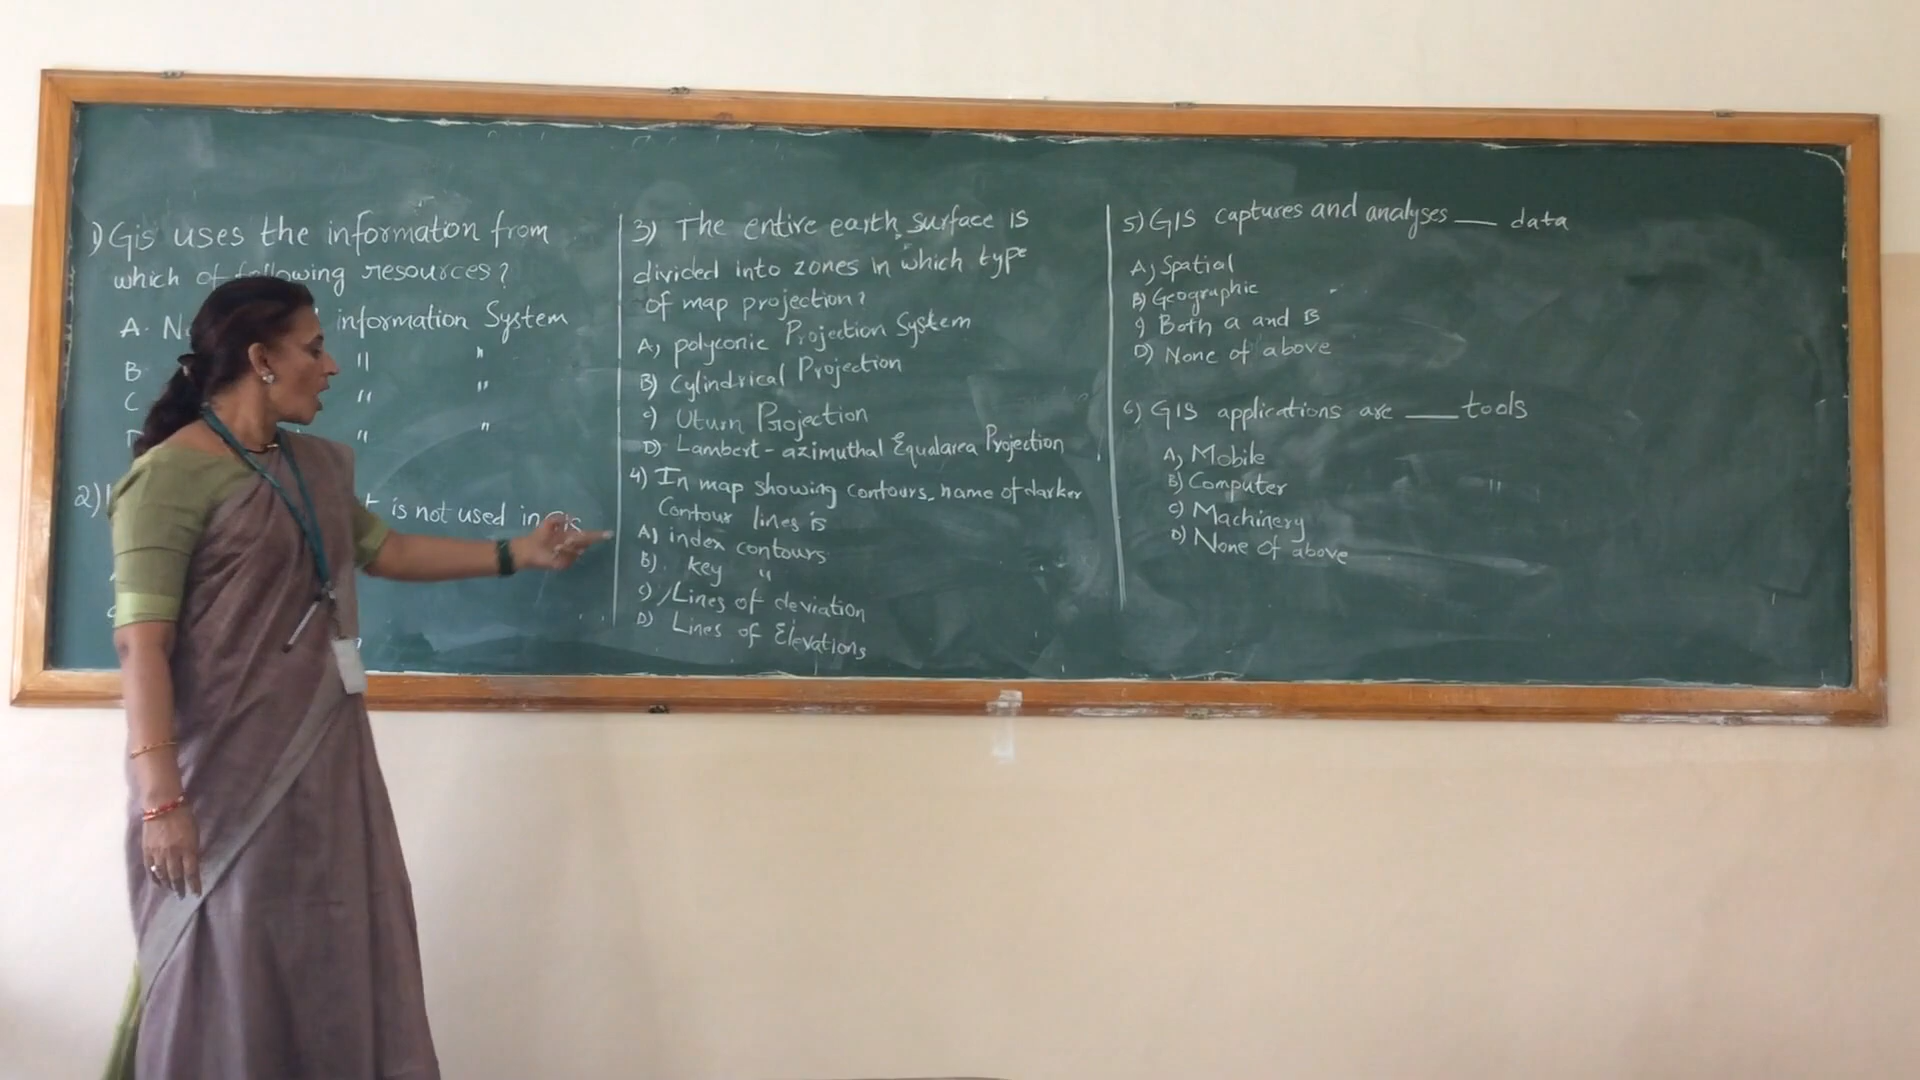 1) Gis uses the information from
which of following resources?
A. information System
B " "
C " "
D " "
2) is not used in Gis
3) The entire earth surface is
divided into zones in which type
of map projection?
A) polyconic Projection System
B) Cylindrical Projection
c) Uturn Projection
D) Lambert - azimuthal Equalarea Projection
4) In map showing contours, name of darker
Contour lines is
A) index contours
B) key "
c) Lines of deviation
D) Lines of Elevations
5) GIS captures and analyses ___ data
A) Spatial
B) Geographic
c) Both a and B
D) None of above
6) GIS applications are ___ tools
A) Mobile
B) Computer
c) Machinery
D) None of above